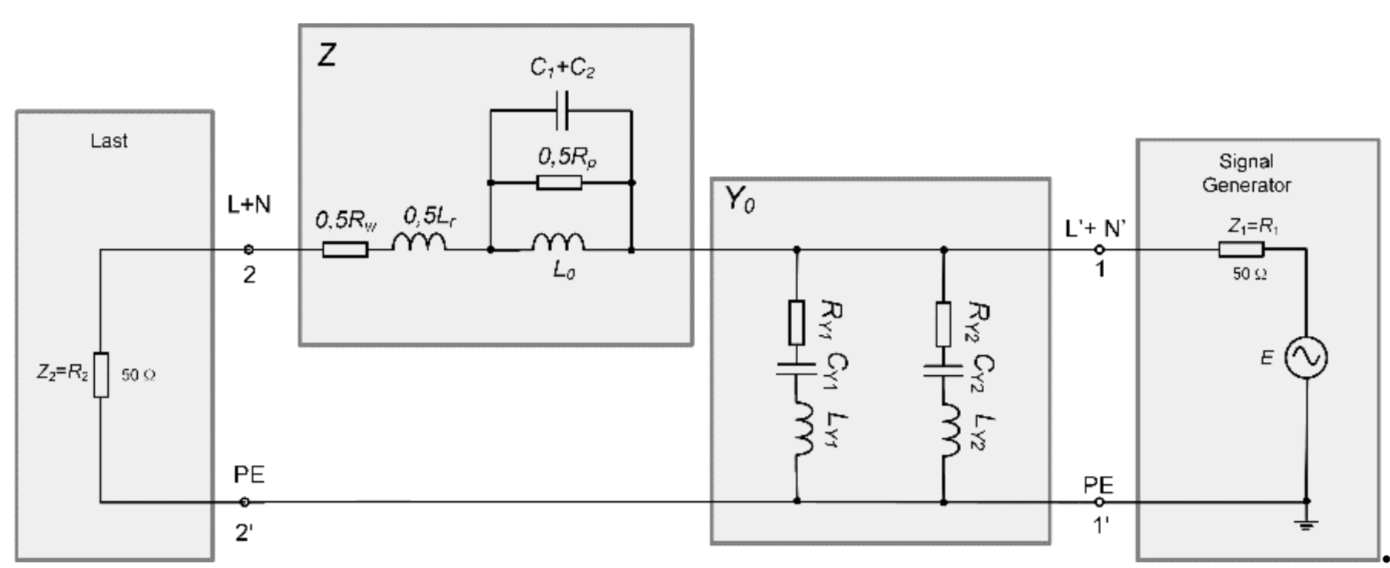 Z
C1+C2
0,5Rp
0.5Rw
0,5Lr
L0
Last
L+N
2
Z2=R2
50 Ω
PE
2'
Y0
RY1
CY1
LY1
RY2
CY2
LY2
L'+ N'
1
PE
1'
Signal
Generator
Z1=R1
50 Ω
E